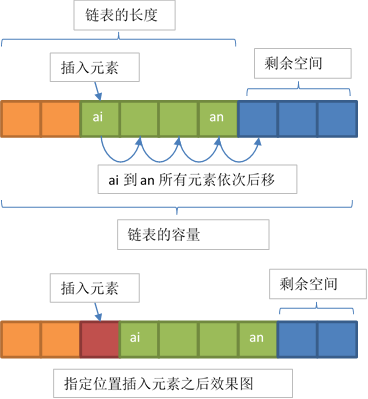 链表的长度
插入元素
剩余空间
ai
an
ai 到 an 所有元素依次后移
链表的容量
插入元素
剩余空间
ai
an
指定位置插入元素之后效果图